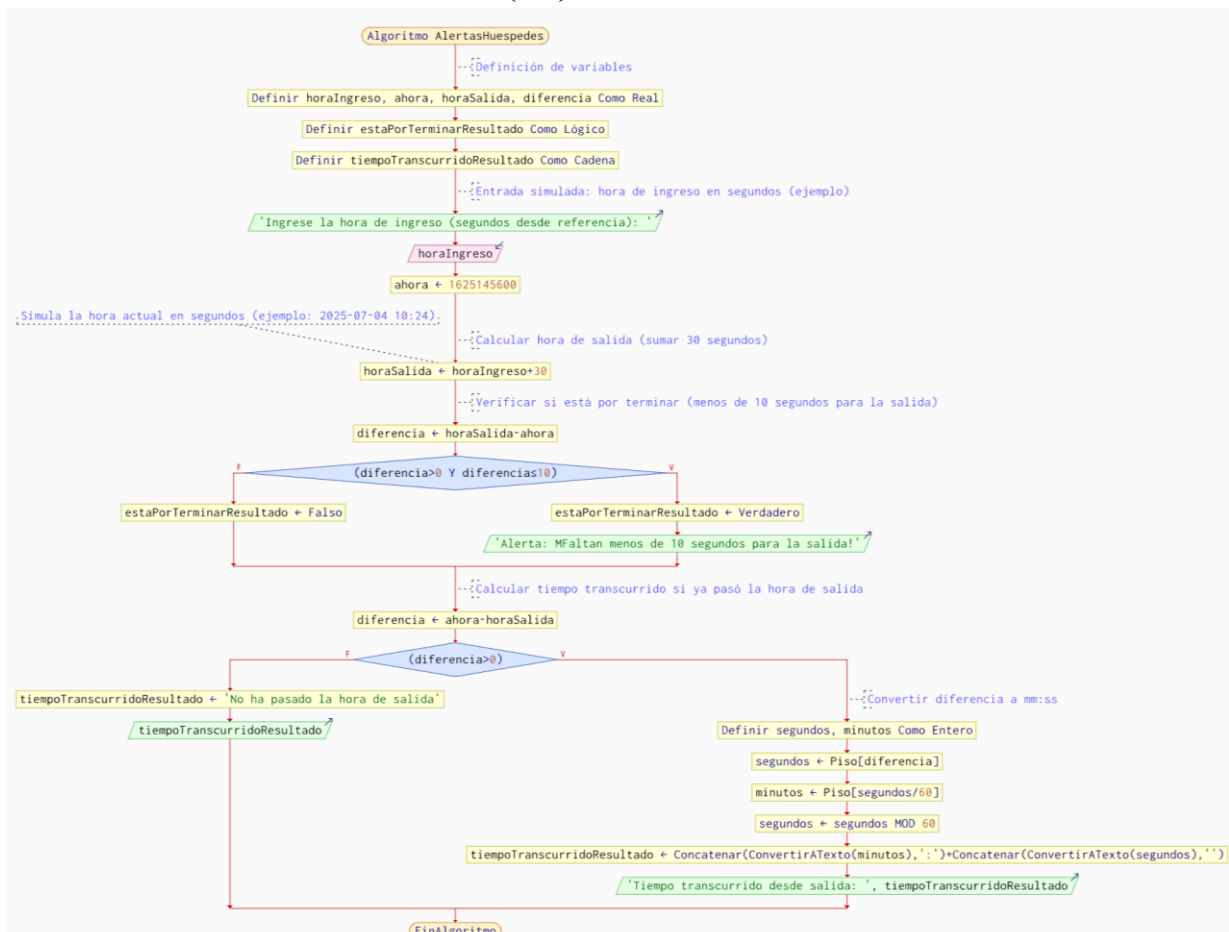 Algoritmo AlertasHuespedes
Definición de variables
Definir horaIngreso, ahora, horaSalida, diferencia Como Real
Definir estaPorTerminarResultado Como Lógico
Definir tiempoTranscurridoResultado Como Cadena
Entrada simulada: hora de ingreso en segundos (ejemplo)
'Ingrese la hora de ingreso (segundos desde referencia): '
horaIngreso
ahora ← 1625145600
Simula la hora actual en segundos (ejemplo: 2025-07-04 10:24)
Calcular hora de salida (sumar 30 segundos)
horaSalida ← horaIngreso+30
Verificar si está por terminar (menos de 10 segundos para la salida)
diferencia ← horaSalida-ahora
F
(diferencia>0 Y diferencia≤10)
V
estaPorTerminarResultado ← Falso
estaPorTerminarResultado ← Verdadero
'Alerta: MFaltan menos de 10 segundos para la salida!'
Calcular tiempo transcurrido si ya pasó la hora de salida
diferencia ← ahora-horaSalida
F
(diferencia>0)
V
tiempoTranscurridoResultado ← 'No ha pasado la hora de salida'
Convertir diferencia a mm:ss
tiempoTranscurridoResultado
Definir segundos, minutos Como Entero
segundos ← Piso[diferencia]
minutos ← Piso[segundos/60]
segundos ← segundos MOD 60
tiempoTranscurridoResultado ← Concatenar(ConvertirATexto(minutos),':')+Concatenar(ConvertirATexto(segundos),'')
'Tiempo transcurrido desde salida: ', tiempoTranscurridoResultado
FinAlgoritmo